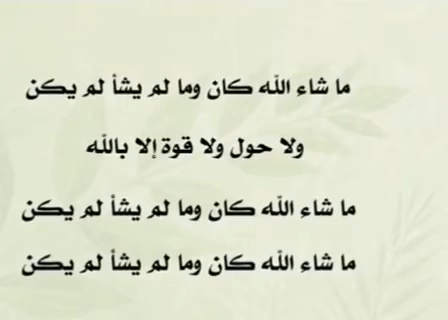 ما شاء الله كان وما لم يشأ لم يكن
ولا حول ولا قوة إلا بالله
ما شاء الله كان وما لم يشأ لم يكن
ما شاء الله كان وما لم يشأ لم يكن